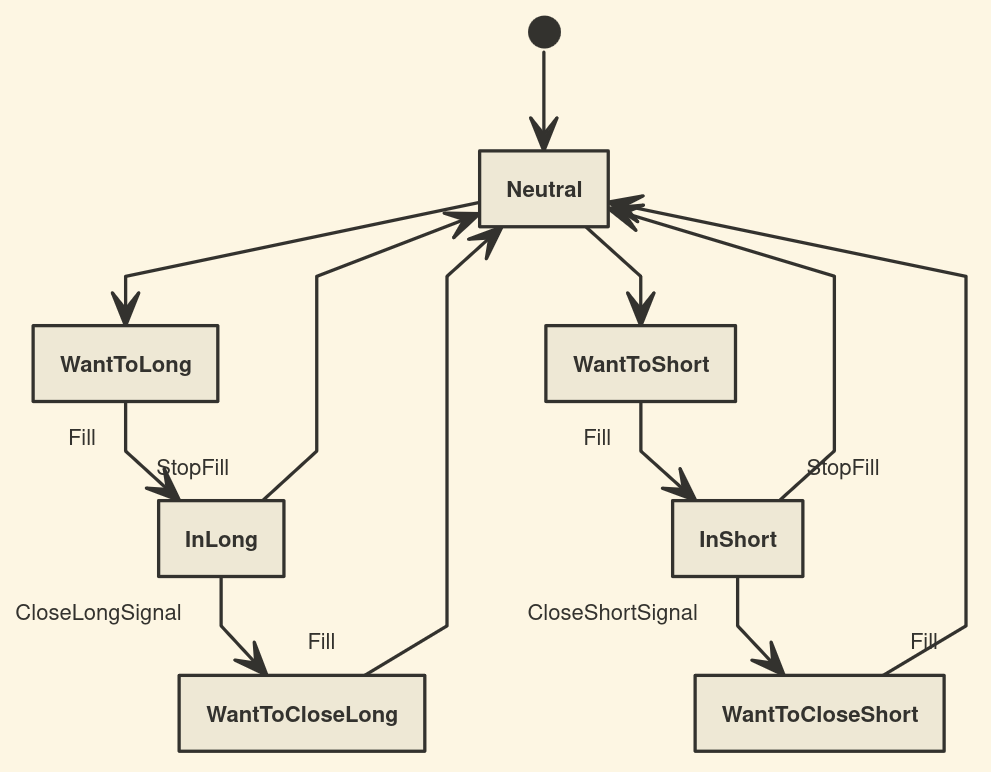 Neutral
WantToLong
WantToShort
Fill
Fill
StopFill
StopFill
InLong
InShort
CloseLongSignal
CloseShortSignal
Fill
Fill
WantToCloseLong
WantToCloseShort